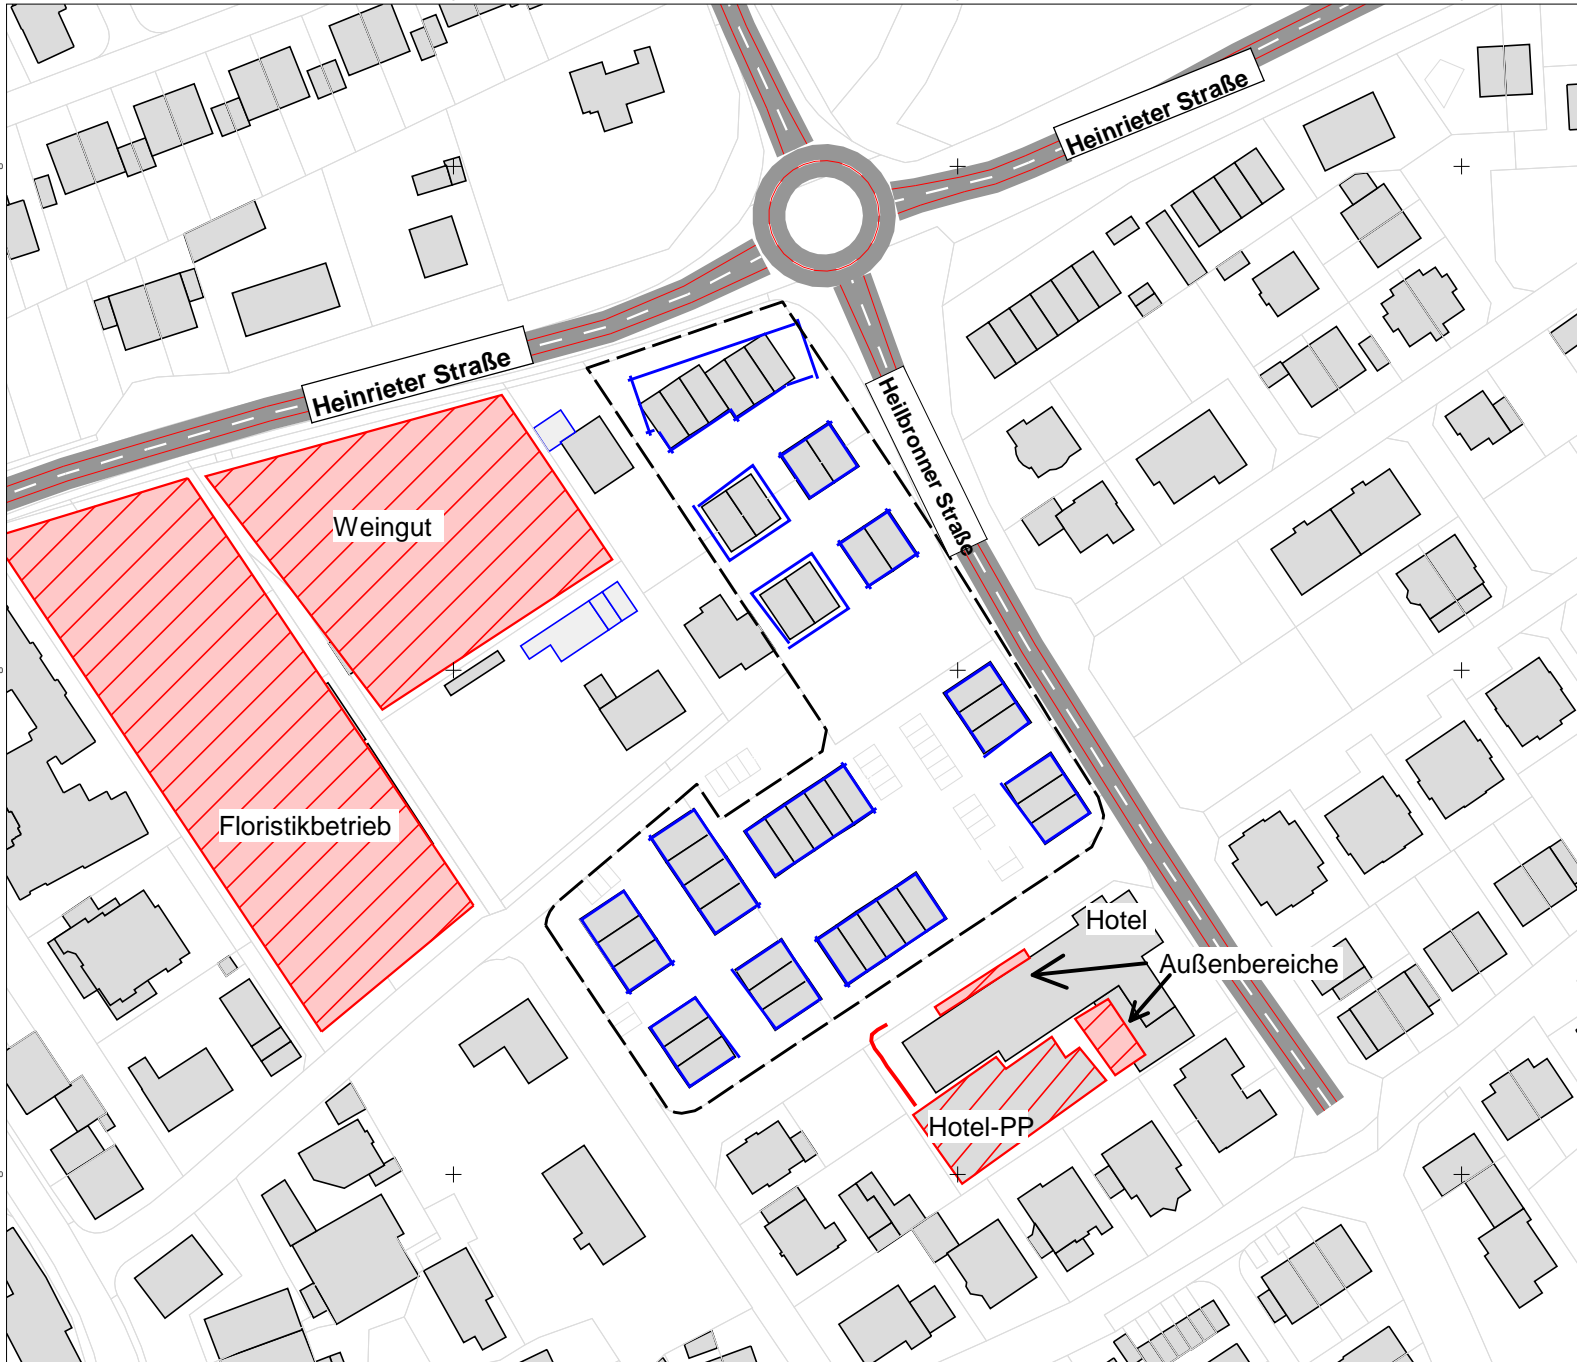 Heinrieter Straße
Heinrieter Straße
Heilbronner Straße
Weingut
Floristikbetrieb
Hotel
Außenbereiche
Hotel-PP